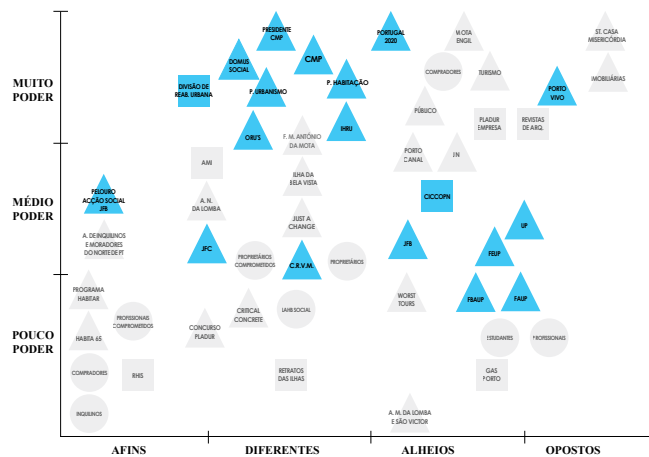 PRESIDENTE
CMP
PORTUGAL
2020
MOTA
ENGIL
ST. CASA
MISERICÓRDIA
DOMUS
SOCIAL
CMP
COMPRADORES
TURISMO
IMOBILIÁRIAS
MUITO
PODER
DIVISÃO DE
REAB. URBANA
P. URBANISMO
P. HABITAÇÃO
PORTO
VIVO
PÚBLICO
PLADUR
EMPRESA
REVISTAS
DE ARQ.
ORU'S
F. M. ANTÓNIO
DA MOTA
IHRU
AMI
PORTO
CANAL
JN
ILHA DA
BELA VISTA
MÉDIO
PODER
PELOURO
ACÇÃO SOCIAL
JFB
A. N.
DA LOMBA
CICCOPN
JUST A
CHANGE
UP
A. DE INQUILINOS
E MORADORES
DO NORTE DE PT
JFC
PROPRIETÁRIOS
COMPROMETIDOS
C.R.V.M.
PROPRIETÁRIOS
JFB
FEUP
PROGRAMA
HABITAR
PROFISSIONAIS
COMPROMETIDOS
CRITICAL
CONCRETE
LAHB SOCIAL
WORST
TOURS
FBAUP
FAUP
POUCO
PODER
HABITA 65
CONCURSO
PLADUR
ESTUDANTES
PROFISSIONAIS
COMPRADORES
RHIS
RETRATOS
DAS ILHAS
GAS
PORTO
INQUILINOS
A. M. DA LOMBA
E SÃO VICTOR
AFINS
DIFERENTES
ALHEIOS
OPOSTOS